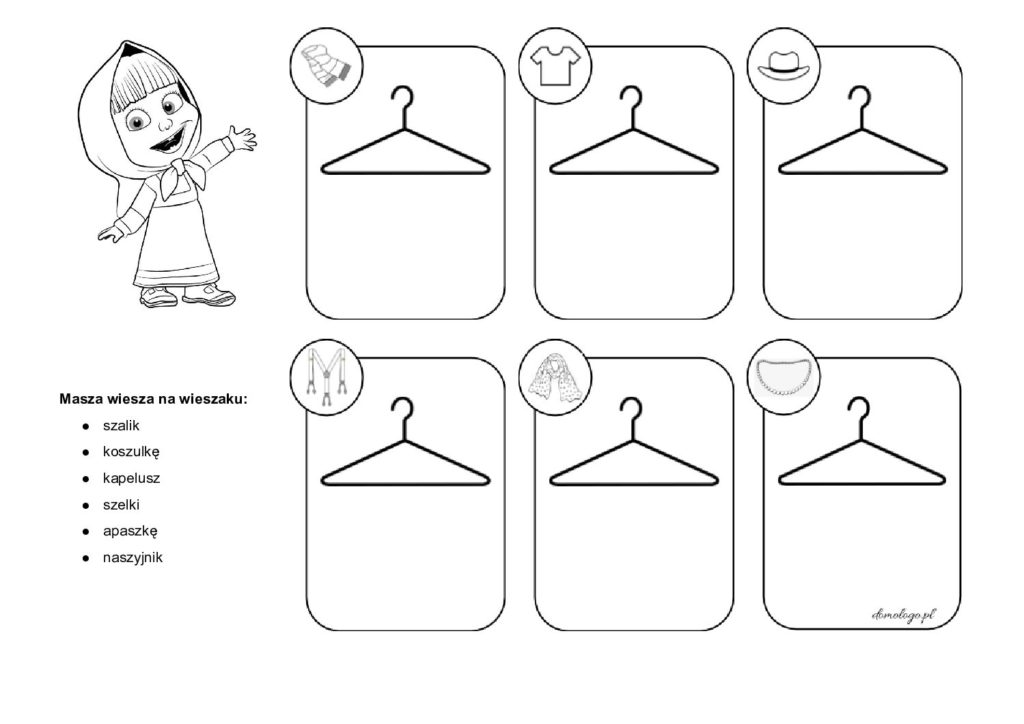 Masza wiesza na wieszaku:
● szalik
● koszulkę
● kapelusz
● szelki
● apaszkę
● naszyjnik
domologo.pl